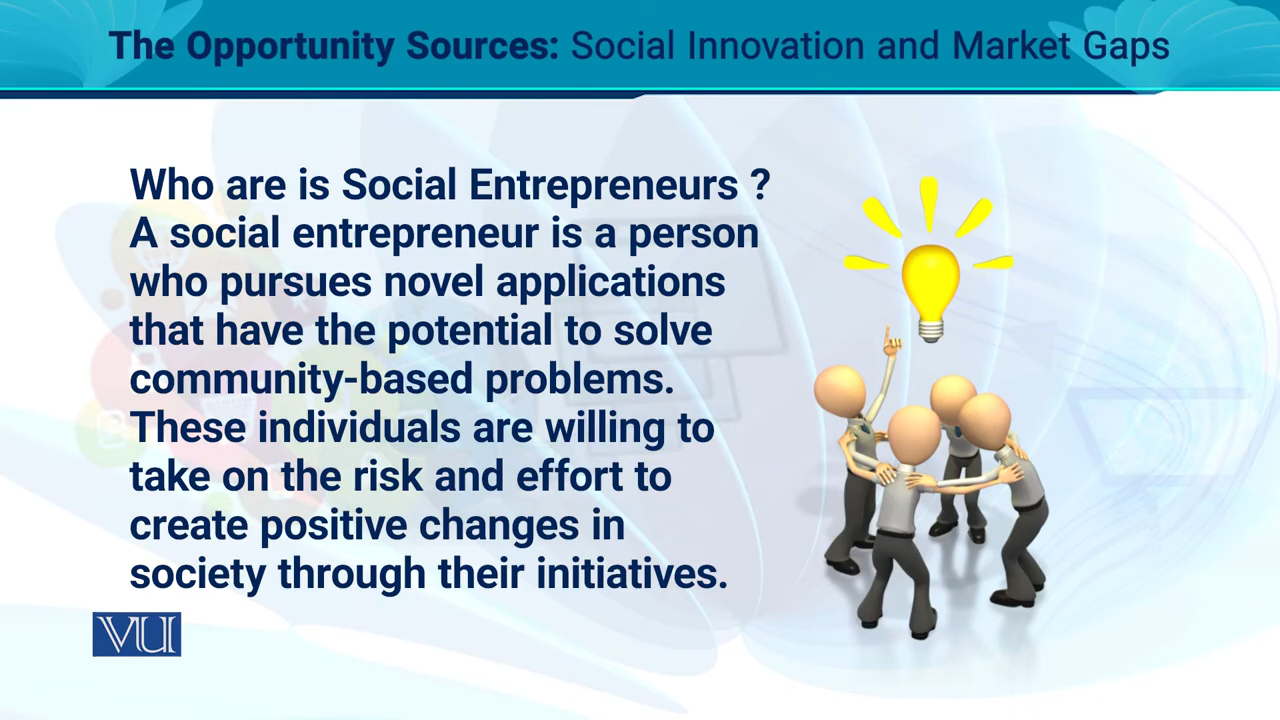 The Opportunity Sources: Social Innovation and Market Gaps
Who are is Social Entrepreneurs ?
A social entrepreneur is a person
who pursues novel applications
that have the potential to solve
community-based problems.
These individuals are willing to
take on the risk and effort to
create positive changes in
society through their initiatives.
VU